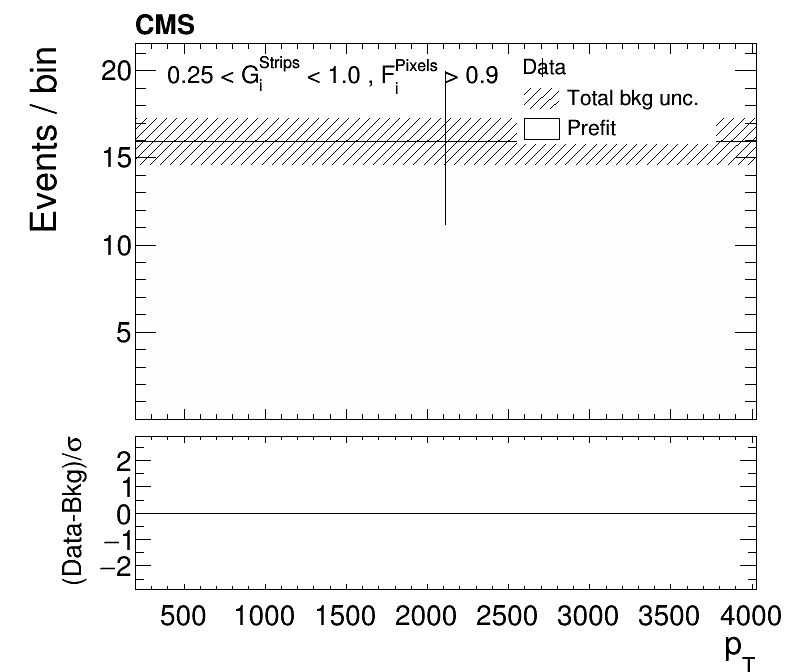 CMS
Events / bin
0.25 < G_i^Strips < 1.0 , F_i^Pixels > 0.9
Data
Total bkg unc.
Prefit
20
15
10
5
(Data-Bkg)/σ
2
1
0
−1
−2
500 1000 1500 2000 2500 3000 3500 4000
p_T